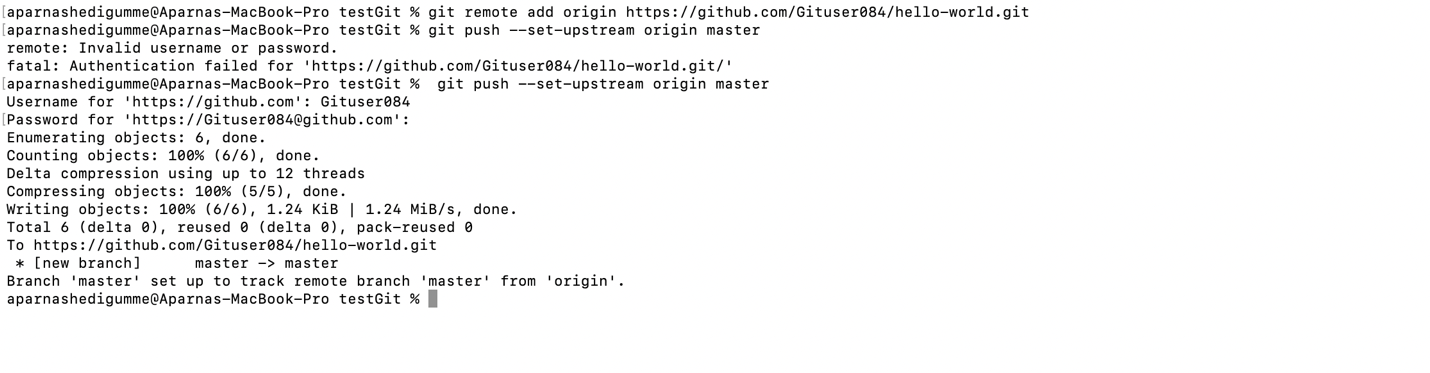 [aparnashedigumme@Aparnas-MacBook-Pro testGit % git remote add origin https://github.com/Gituser084/hello-world.git
[aparnashedigumme@Aparnas-MacBook-Pro testGit % git push --set-upstream origin master
remote: Invalid username or password.
fatal: Authentication failed for 'https://github.com/Gituser084/hello-world.git/'
[aparnashedigumme@Aparnas-MacBook-Pro testGit %  git push --set-upstream origin master
Username for 'https://github.com': Gituser084
[Password for 'https://Gituser084@github.com':
Enumerating objects: 6, done.
Counting objects: 100% (6/6), done.
Delta compression using up to 12 threads
Compressing objects: 100% (5/5), done.
Writing objects: 100% (6/6), 1.24 KiB | 1.24 MiB/s, done.
Total 6 (delta 0), reused 0 (delta 0), pack-reused 0
To https://github.com/Gituser084/hello-world.git
 * [new branch]      master -> master
Branch 'master' set up to track remote branch 'master' from 'origin'.
aparnashedigumme@Aparnas-MacBook-Pro testGit %